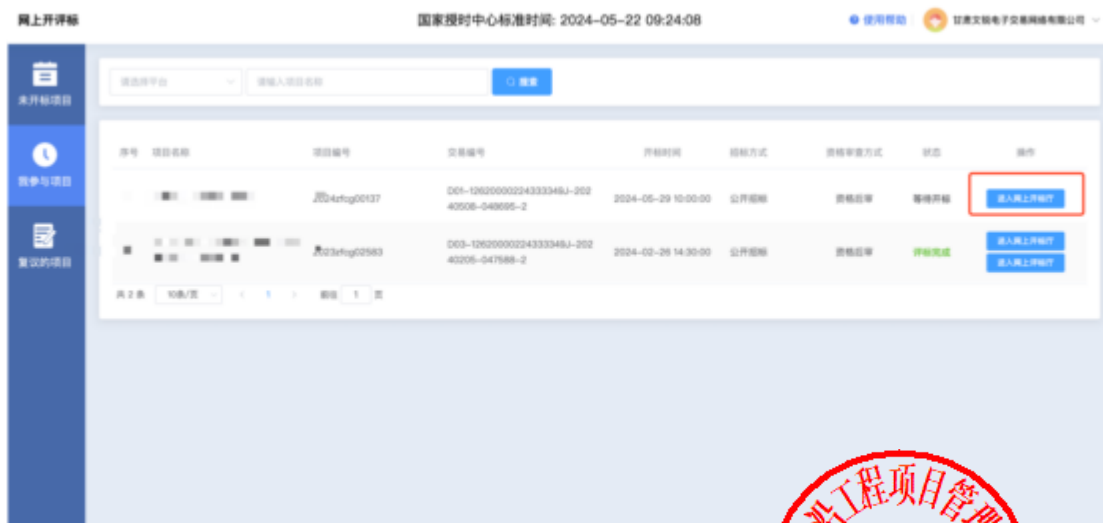 网上开评标
国家授时中心标准时间: 2024-05-22 09:24:08
使用帮助
甘肃文锐电子交易网络有限公司
未开标项目
我参与项目
复议的项目
请选择平台
请输入项目名称
搜索
序号 项目名称 项目编号 交易编号 开标时间 招标方式 资格审查方式 状态 操作
2024zfcg00137
D01-12620000224333349J-202
40508-048695-2
2024-05-29 10:00:00 公开招标 资格后审 等待开标 进入网上开标厅
2023zfcg02563
D03-12620000224333349J-202
40205-047588-2
2024-02-26 14:30:00 公开招标 资格后审 评标完成 进入网上开标厅
进入网上评标厅
共 2 条 10条/页 1 前往 1 页
工程项目管理